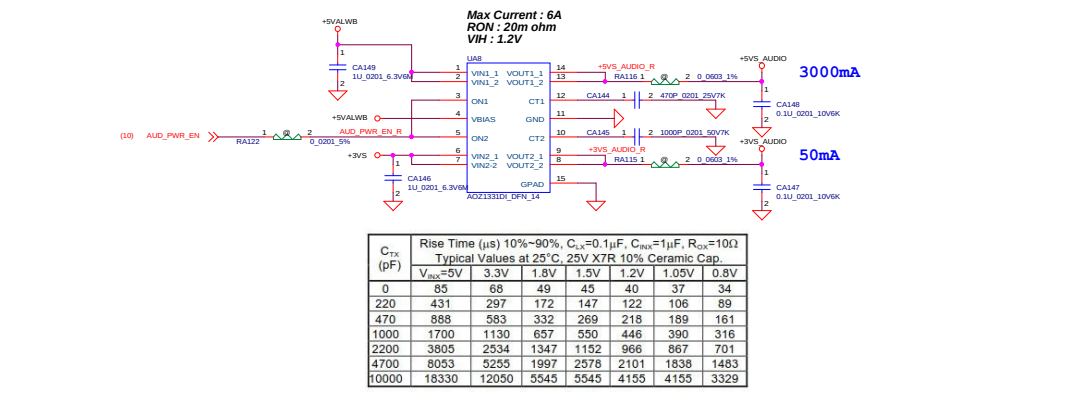 Max Current : 6A
RON : 20m ohm
VIH : 1.2V
+5VALWB
UA8
CA149
1U_0201_6.3V6M
1
2
1 VIN1_1 VOUT1_1 14
2 VIN1_2 VOUT1_2 13
3 ON1 CT1 12
4 VBIAS GND 11
5 ON2 CT2 10
6 VIN2_1 VOUT2_1 9
7 VIN2-2 VOUT2_2 8
GPAD 15
AOZ1331DI_DFN_14
+5VALWB
(10) AUD_PWR_EN
1 @ 2
RA122 0_0201_5%
AUD_PWR_EN_R
+3VS
1
CA146
1U_0201_6.3V6M
2
+5VS_AUDIO_R
RA116 1 @ 2 0_0603_1%
+5VS_AUDIO
3000mA
CA144 1 2 470P_0201_25V7K
1
CA148
0.1U_0201_10V6K
2
CA145 1 2 1000P_0201_50V7K
+3VS_AUDIO_R
RA115 1 @ 2 0_0603_1%
+3VS_AUDIO
50mA
1
CA147
0.1U_0201_10V6K
2
CTX (pF) Rise Time (μs) 10%~90%, CLX=0.1μF, CINX=1μF, ROX=10Ω
Typical Values at 25°C, 25V X7R 10% Ceramic Cap.
VINX=5V 3.3V 1.8V 1.5V 1.2V 1.05V 0.8V
0 85 68 49 45 40 37 34
220 431 297 172 147 122 106 89
470 888 583 332 269 218 189 161
1000 1700 1130 657 550 446 390 316
2200 3805 2534 1347 1152 966 867 701
4700 8053 5255 1997 2578 2101 1838 1483
10000 18330 12050 5545 5545 4155 4155 3329